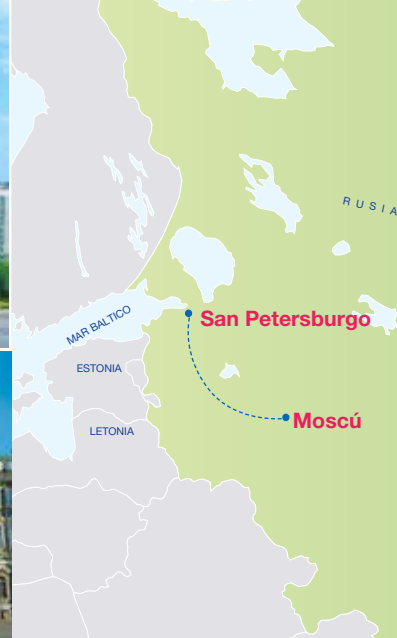 RUSIA
MAR BALTICO
San Petersburgo
ESTONIA
Moscú
LETONIA